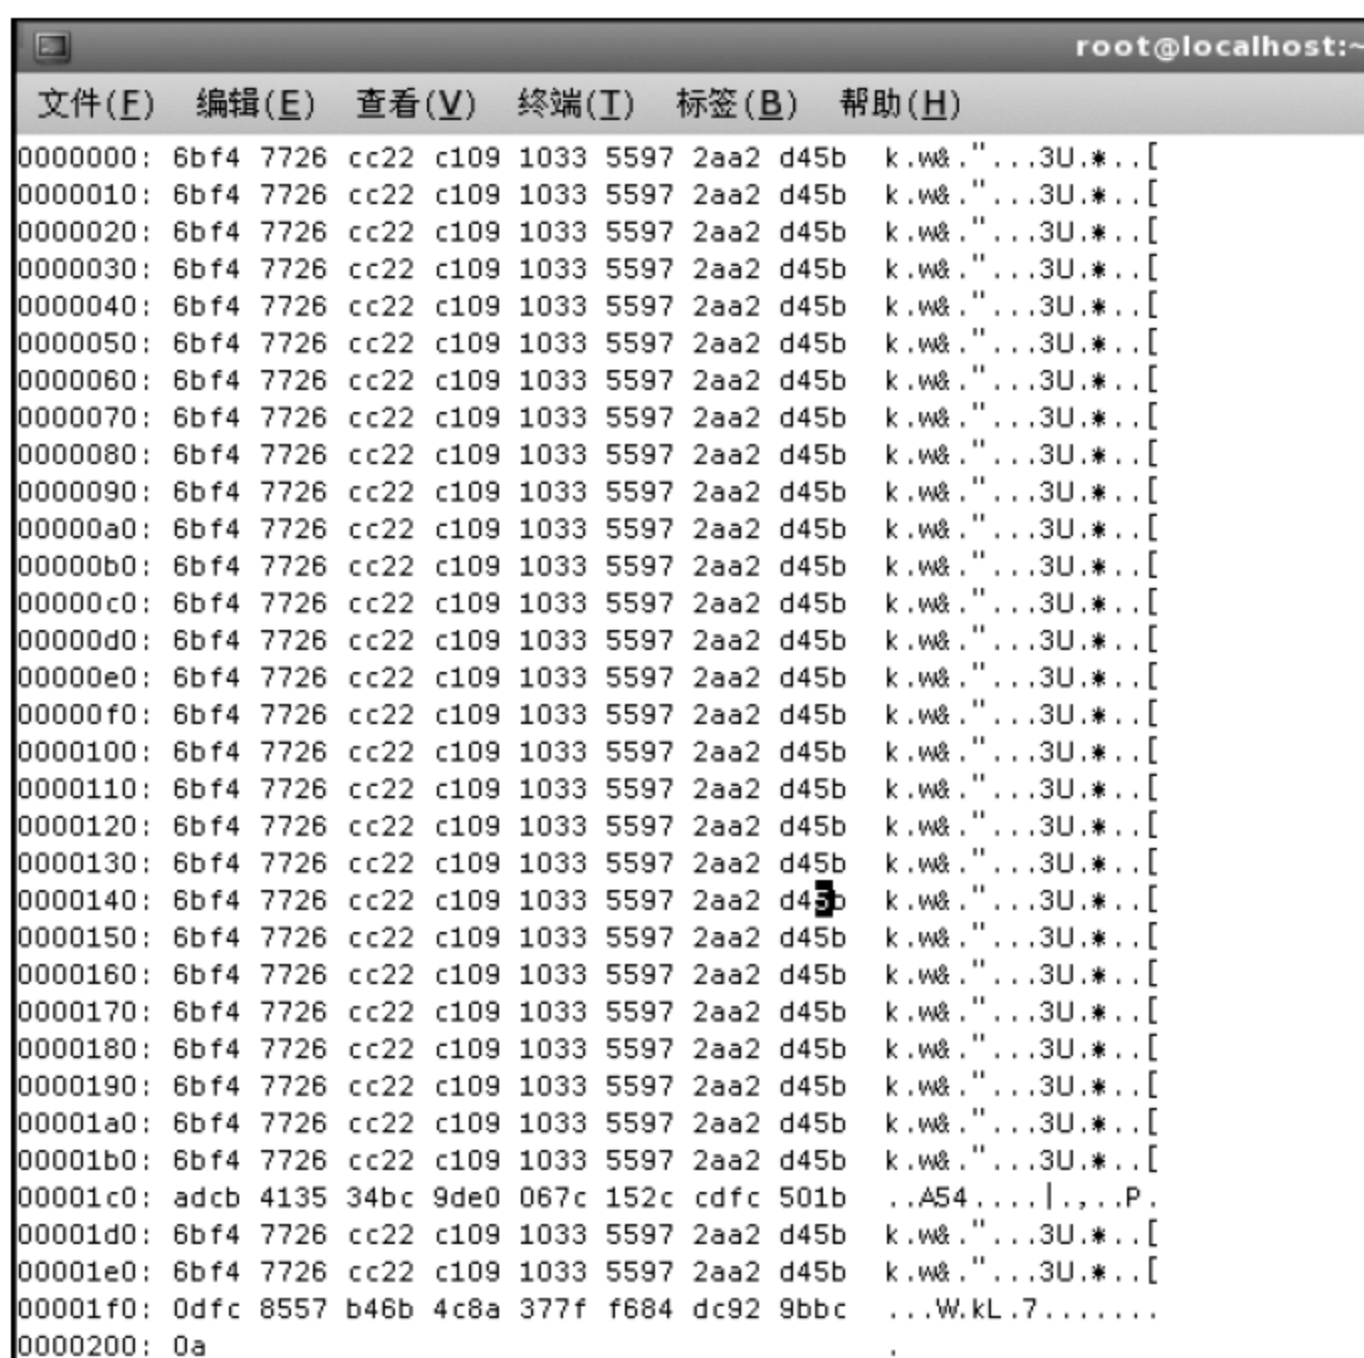 root@localhost:~
文件(F) 编辑(E) 查看(V) 终端(T) 标签(B) 帮助(H)
0000000: 6bf4 7726 cc22 c109 1033 5597 2aa2 d45b k.w&."...3U.*..[
0000010: 6bf4 7726 cc22 c109 1033 5597 2aa2 d45b k.w&."...3U.*..[
0000020: 6bf4 7726 cc22 c109 1033 5597 2aa2 d45b k.w&."...3U.*..[
0000030: 6bf4 7726 cc22 c109 1033 5597 2aa2 d45b k.w&."...3U.*..[
0000040: 6bf4 7726 cc22 c109 1033 5597 2aa2 d45b k.w&."...3U.*..[
0000050: 6bf4 7726 cc22 c109 1033 5597 2aa2 d45b k.w&."...3U.*..[
0000060: 6bf4 7726 cc22 c109 1033 5597 2aa2 d45b k.w&."...3U.*..[
0000070: 6bf4 7726 cc22 c109 1033 5597 2aa2 d45b k.w&."...3U.*..[
0000080: 6bf4 7726 cc22 c109 1033 5597 2aa2 d45b k.w&."...3U.*..[
0000090: 6bf4 7726 cc22 c109 1033 5597 2aa2 d45b k.w&."...3U.*..[
00000a0: 6bf4 7726 cc22 c109 1033 5597 2aa2 d45b k.w&."...3U.*..[
00000b0: 6bf4 7726 cc22 c109 1033 5597 2aa2 d45b k.w&."...3U.*..[
00000c0: 6bf4 7726 cc22 c109 1033 5597 2aa2 d45b k.w&."...3U.*..[
00000d0: 6bf4 7726 cc22 c109 1033 5597 2aa2 d45b k.w&."...3U.*..[
00000e0: 6bf4 7726 cc22 c109 1033 5597 2aa2 d45b k.w&."...3U.*..[
00000f0: 6bf4 7726 cc22 c109 1033 5597 2aa2 d45b k.w&."...3U.*..[
0000100: 6bf4 7726 cc22 c109 1033 5597 2aa2 d45b k.w&."...3U.*..[
0000110: 6bf4 7726 cc22 c109 1033 5597 2aa2 d45b k.w&."...3U.*..[
0000120: 6bf4 7726 cc22 c109 1033 5597 2aa2 d45b k.w&."...3U.*..[
0000130: 6bf4 7726 cc22 c109 1033 5597 2aa2 d45b k.w&."...3U.*..[
0000140: 6bf4 7726 cc22 c109 1033 5597 2aa2 d45b k.w&."...3U.*..[
0000150: 6bf4 7726 cc22 c109 1033 5597 2aa2 d45b k.w&."...3U.*..[
0000160: 6bf4 7726 cc22 c109 1033 5597 2aa2 d45b k.w&."...3U.*..[
0000170: 6bf4 7726 cc22 c109 1033 5597 2aa2 d45b k.w&."...3U.*..[
0000180: 6bf4 7726 cc22 c109 1033 5597 2aa2 d45b k.w&."...3U.*..[
0000190: 6bf4 7726 cc22 c109 1033 5597 2aa2 d45b k.w&."...3U.*..[
00001a0: 6bf4 7726 cc22 c109 1033 5597 2aa2 d45b k.w&."...3U.*..[
00001b0: 6bf4 7726 cc22 c109 1033 5597 2aa2 d45b k.w&."...3U.*..[
00001c0: adcb 4135 34bc 9de0 067c 152c cdfc 501b ..A54....|.,..P.
00001d0: 6bf4 7726 cc22 c109 1033 5597 2aa2 d45b k.w&."...3U.*..[
00001e0: 6bf4 7726 cc22 c109 1033 5597 2aa2 d45b k.w&."...3U.*..[
00001f0: 0dfc 8557 b46b 4c8a 377f f684 dc92 9bbc ...W.kL.7.......
0000200: 0a .